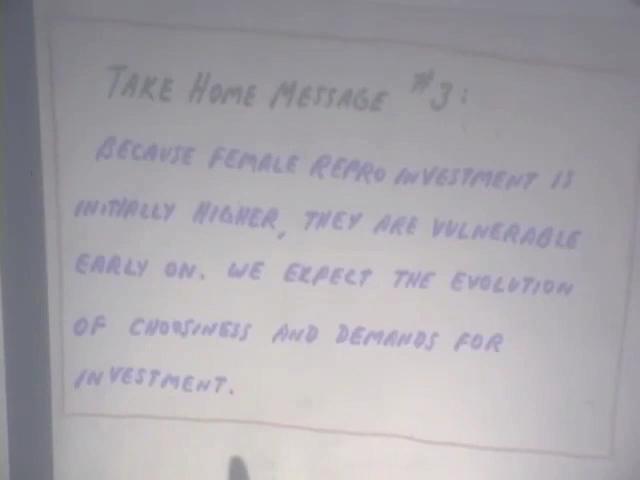 TAKE HOME MESSAGE #3:
BECAUSE FEMALE REPRO INVESTMENT IS
INITIALLY HIGHER, THEY ARE VULNERABLE
EARLY ON. WE EXPECT THE EVOLUTION
OF CHOOSINESS AND DEMANDS FOR
INVESTMENT.